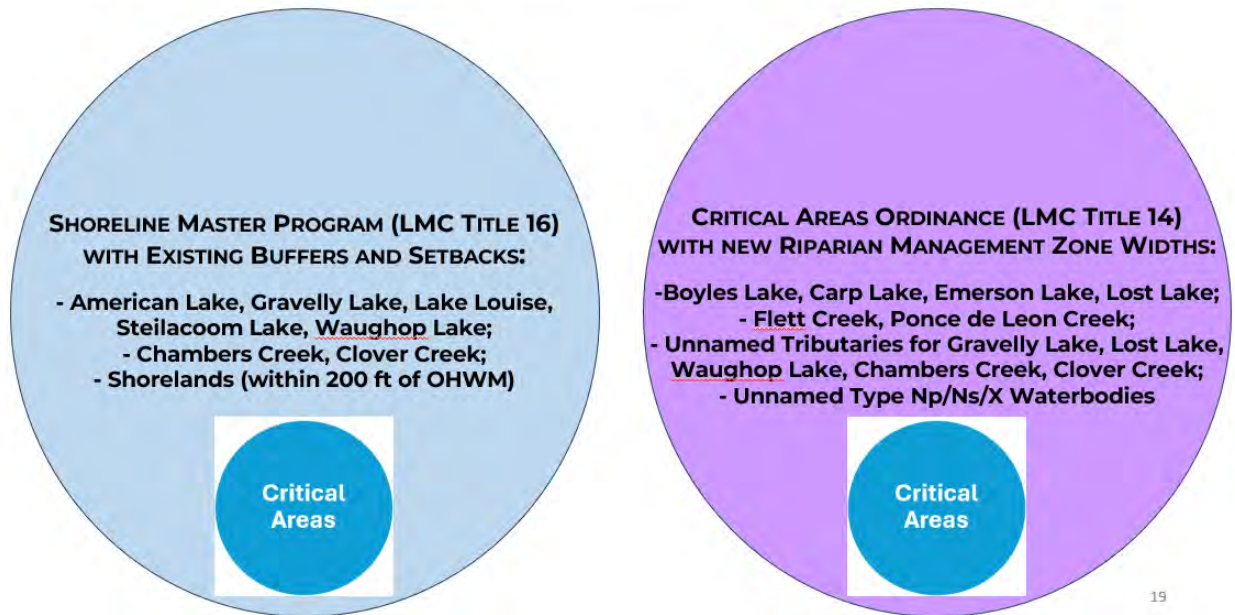 SHORELINE MASTER PROGRAM (LMC TITLE 16)
WITH EXISTING BUFFERS AND SETBACKS:
- American Lake, Gravelly Lake, Lake Louise,
Steilacoom Lake, Waughop Lake;
- Chambers Creek, Clover Creek;
- Shorelands (within 200 ft of OHWM)
Critical
Areas
CRITICAL AREAS ORDINANCE (LMC TITLE 14)
WITH NEW RIPARIAN MANAGEMENT ZONE WIDTHS:
-Boyles Lake, Carp Lake, Emerson Lake, Lost Lake;
- Flett Creek, Ponce de Leon Creek;
- Unnamed Tributaries for Gravelly Lake, Lost Lake,
Waughop Lake, Chambers Creek, Clover Creek;
- Unnamed Type Np/Ns/X Waterbodies
Critical
Areas
19